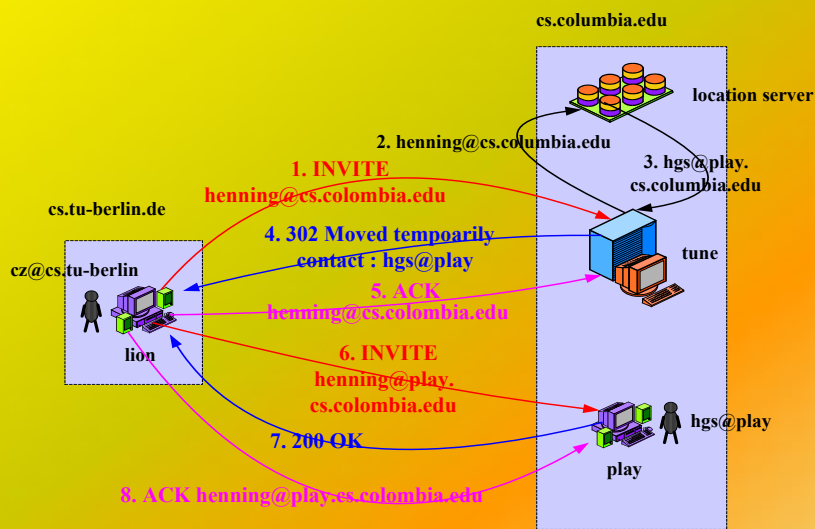 cs.columbia.edu
location server
2. henning@cs.columbia.edu
3. hgs@play.
cs.columbia.edu
1. INVITE
henning@cs.colombia.edu
cs.tu-berlin.de
4. 302 Moved tempoarily
contact : hgs@play
tune
cz@cs.tu-berlin
5. ACK
henning@cs.colombia.edu
lion
6. INVITE
henning@play.
cs.colombia.edu
hgs@play
7. 200 OK
play
8. ACK henning@play.cs.colombia.edu